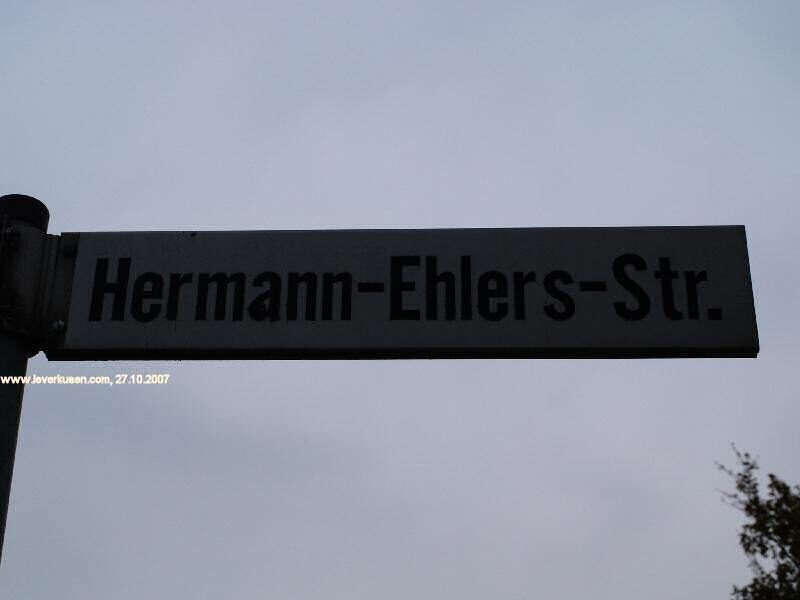 Hermann-Ehlers-Str.
www.leverkusen.com, 27.10.2007